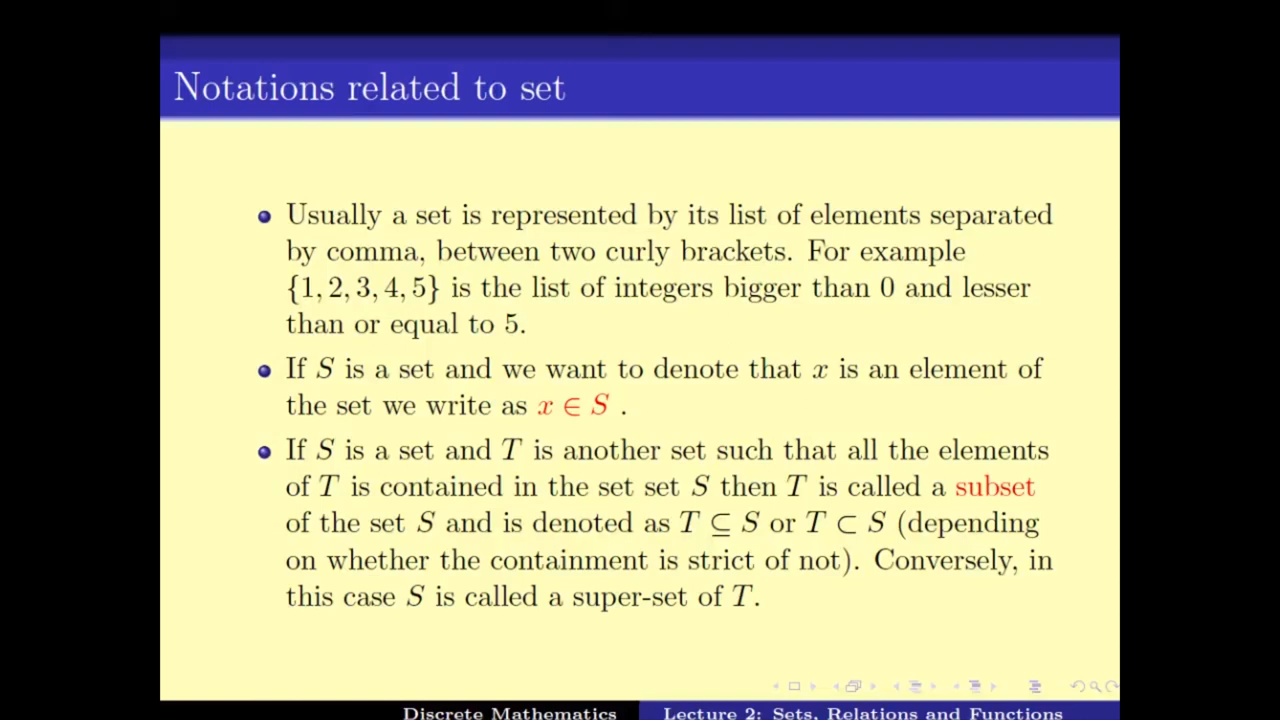 Notations related to set
Usually a set is represented by its list of elements separated
by comma, between two curly brackets. For example
{1, 2, 3, 4, 5} is the list of integers bigger than 0 and lesser
than or equal to 5.
If S is a set and we want to denote that x is an element of
the set we write as x ∈ S .
If S is a set and T is another set such that all the elements
of T is contained in the set set S then T is called a subset
of the set S and is denoted as T ⊆ S or T ⊂ S (depending
on whether the containment is strict of not). Conversely, in
this case S is called a super-set of T.
Discrete Mathematics
Lecture 2: Sets, Relations and Functions